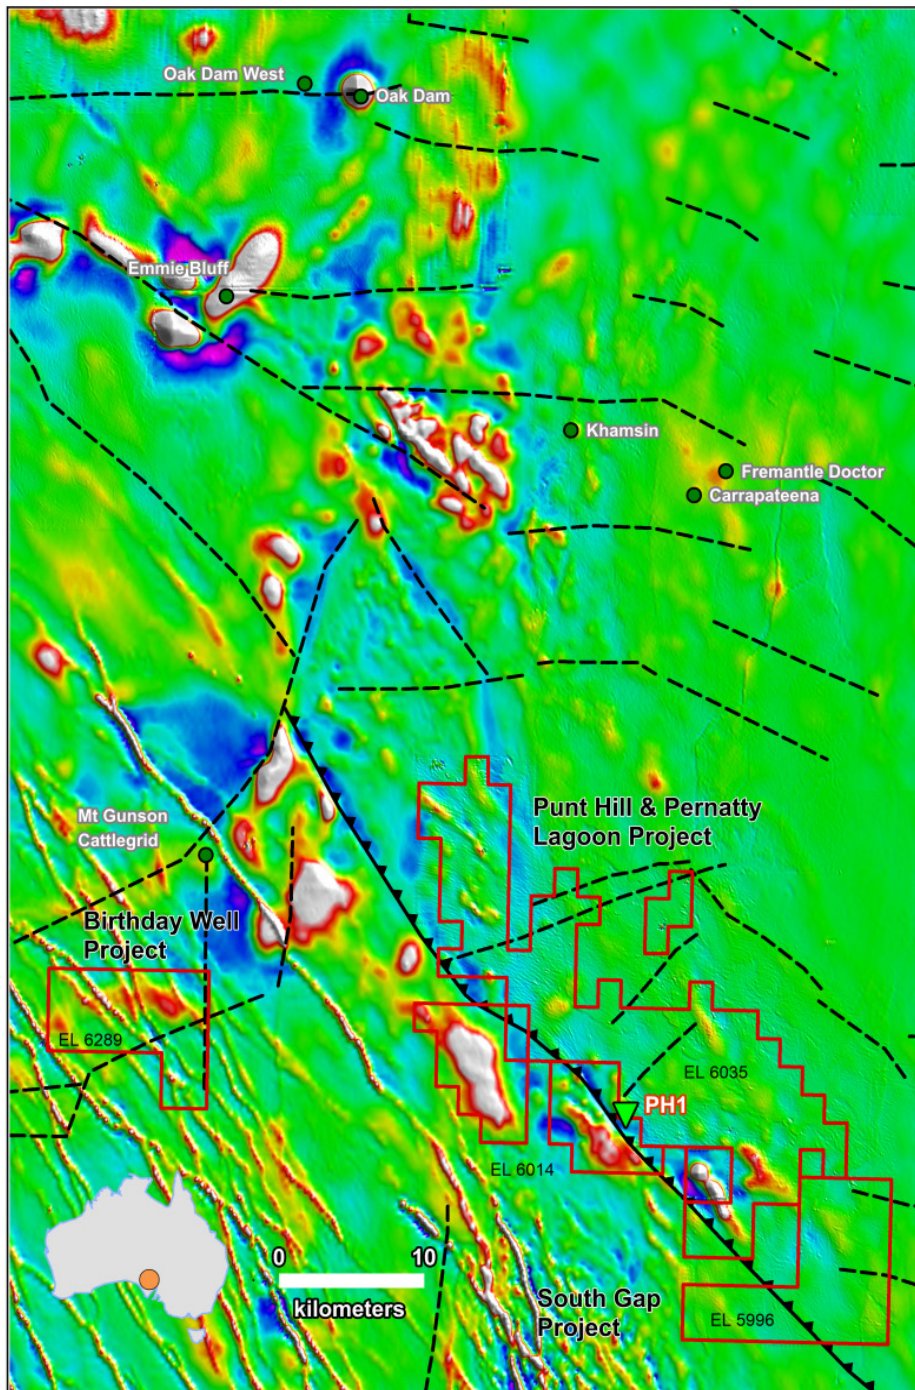 Oak Dam West
Oak Dam
Emmie Bluff
Khamsin
Fremantle Doctor
Carrapateena
Mt Gunson
Cattlegrid
Punt Hill & Pernatty
Lagoon Project
Birthday Well
Project
EL 6289
EL 6035
PH1
EL 6014
0 10
kilometers
South Gap
Project
EL 5996